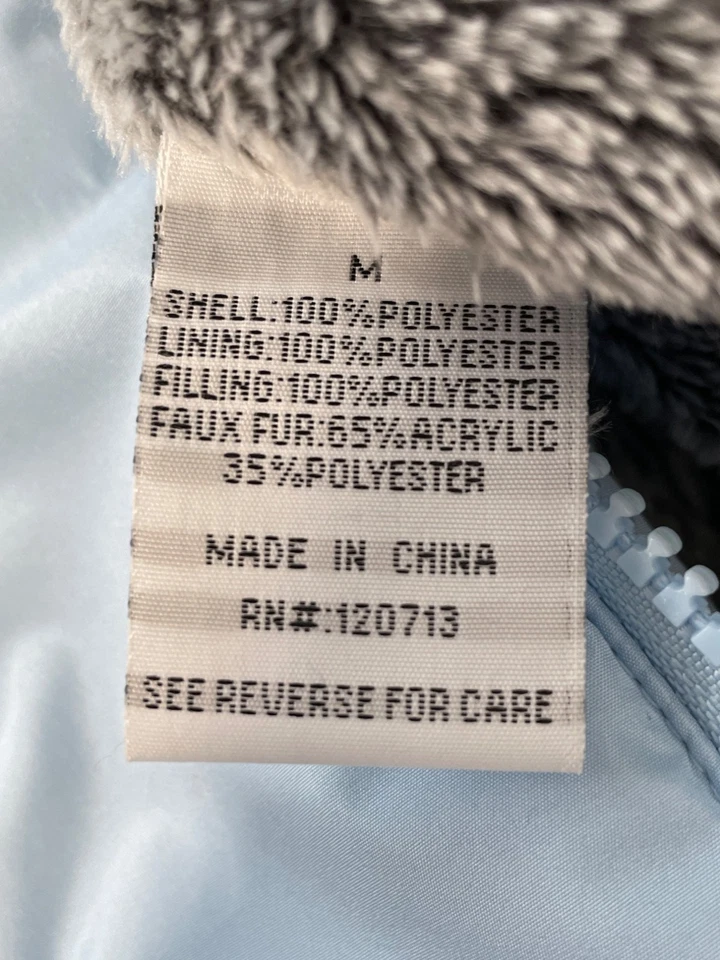 M
SHELL:100%POLYESTER
LINING:100%POLYESTER
FILLING:100%POLYESTER
FAUX FUR:65%ACRYLIC
35%POLYESTER
MADE IN CHINA
RN#:120713
SEE REVERSE FOR CARE